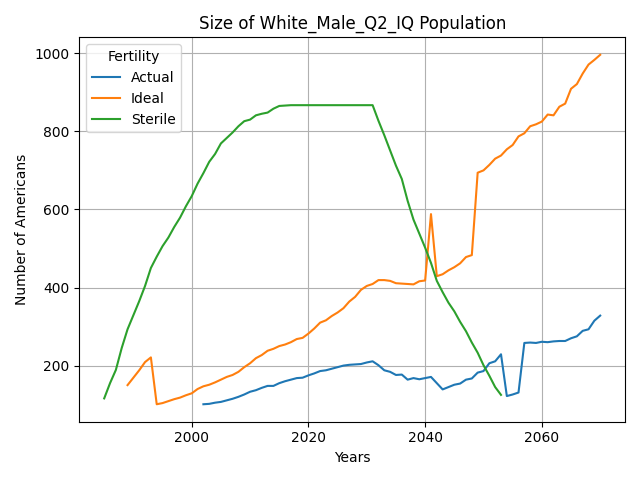 Size of White_Male_Q2_IQ Population
Fertility
Actual
Ideal
Sterile
Number of Americans
1000
800
600
400
200
2000
2020
2040
2060
Years